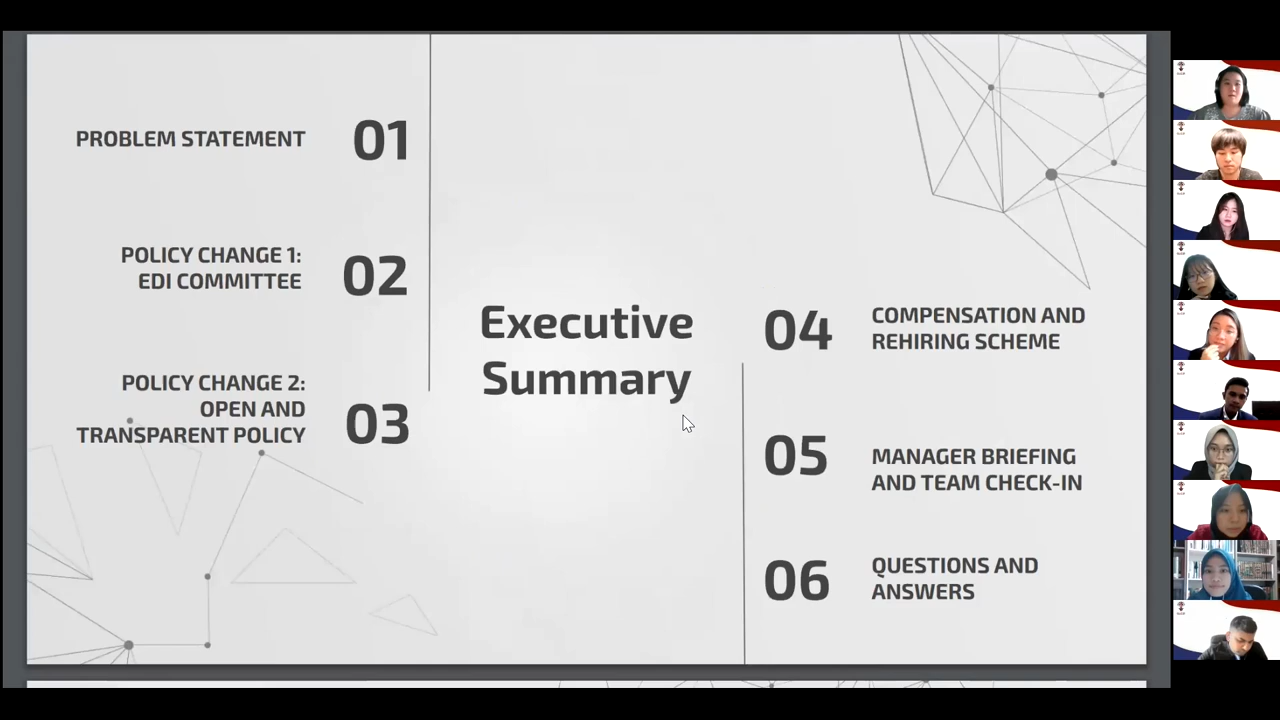 PROBLEM STATEMENT
01
POLICY CHANGE 1:
EDI COMMITTEE
02
POLICY CHANGE 2:
OPEN AND
TRANSPARENT POLICY
03
Executive
Summary
04
COMPENSATION AND
REHIRING SCHEME
05
MANAGER BRIEFING
AND TEAM CHECK-IN
06
QUESTIONS AND
ANSWERS